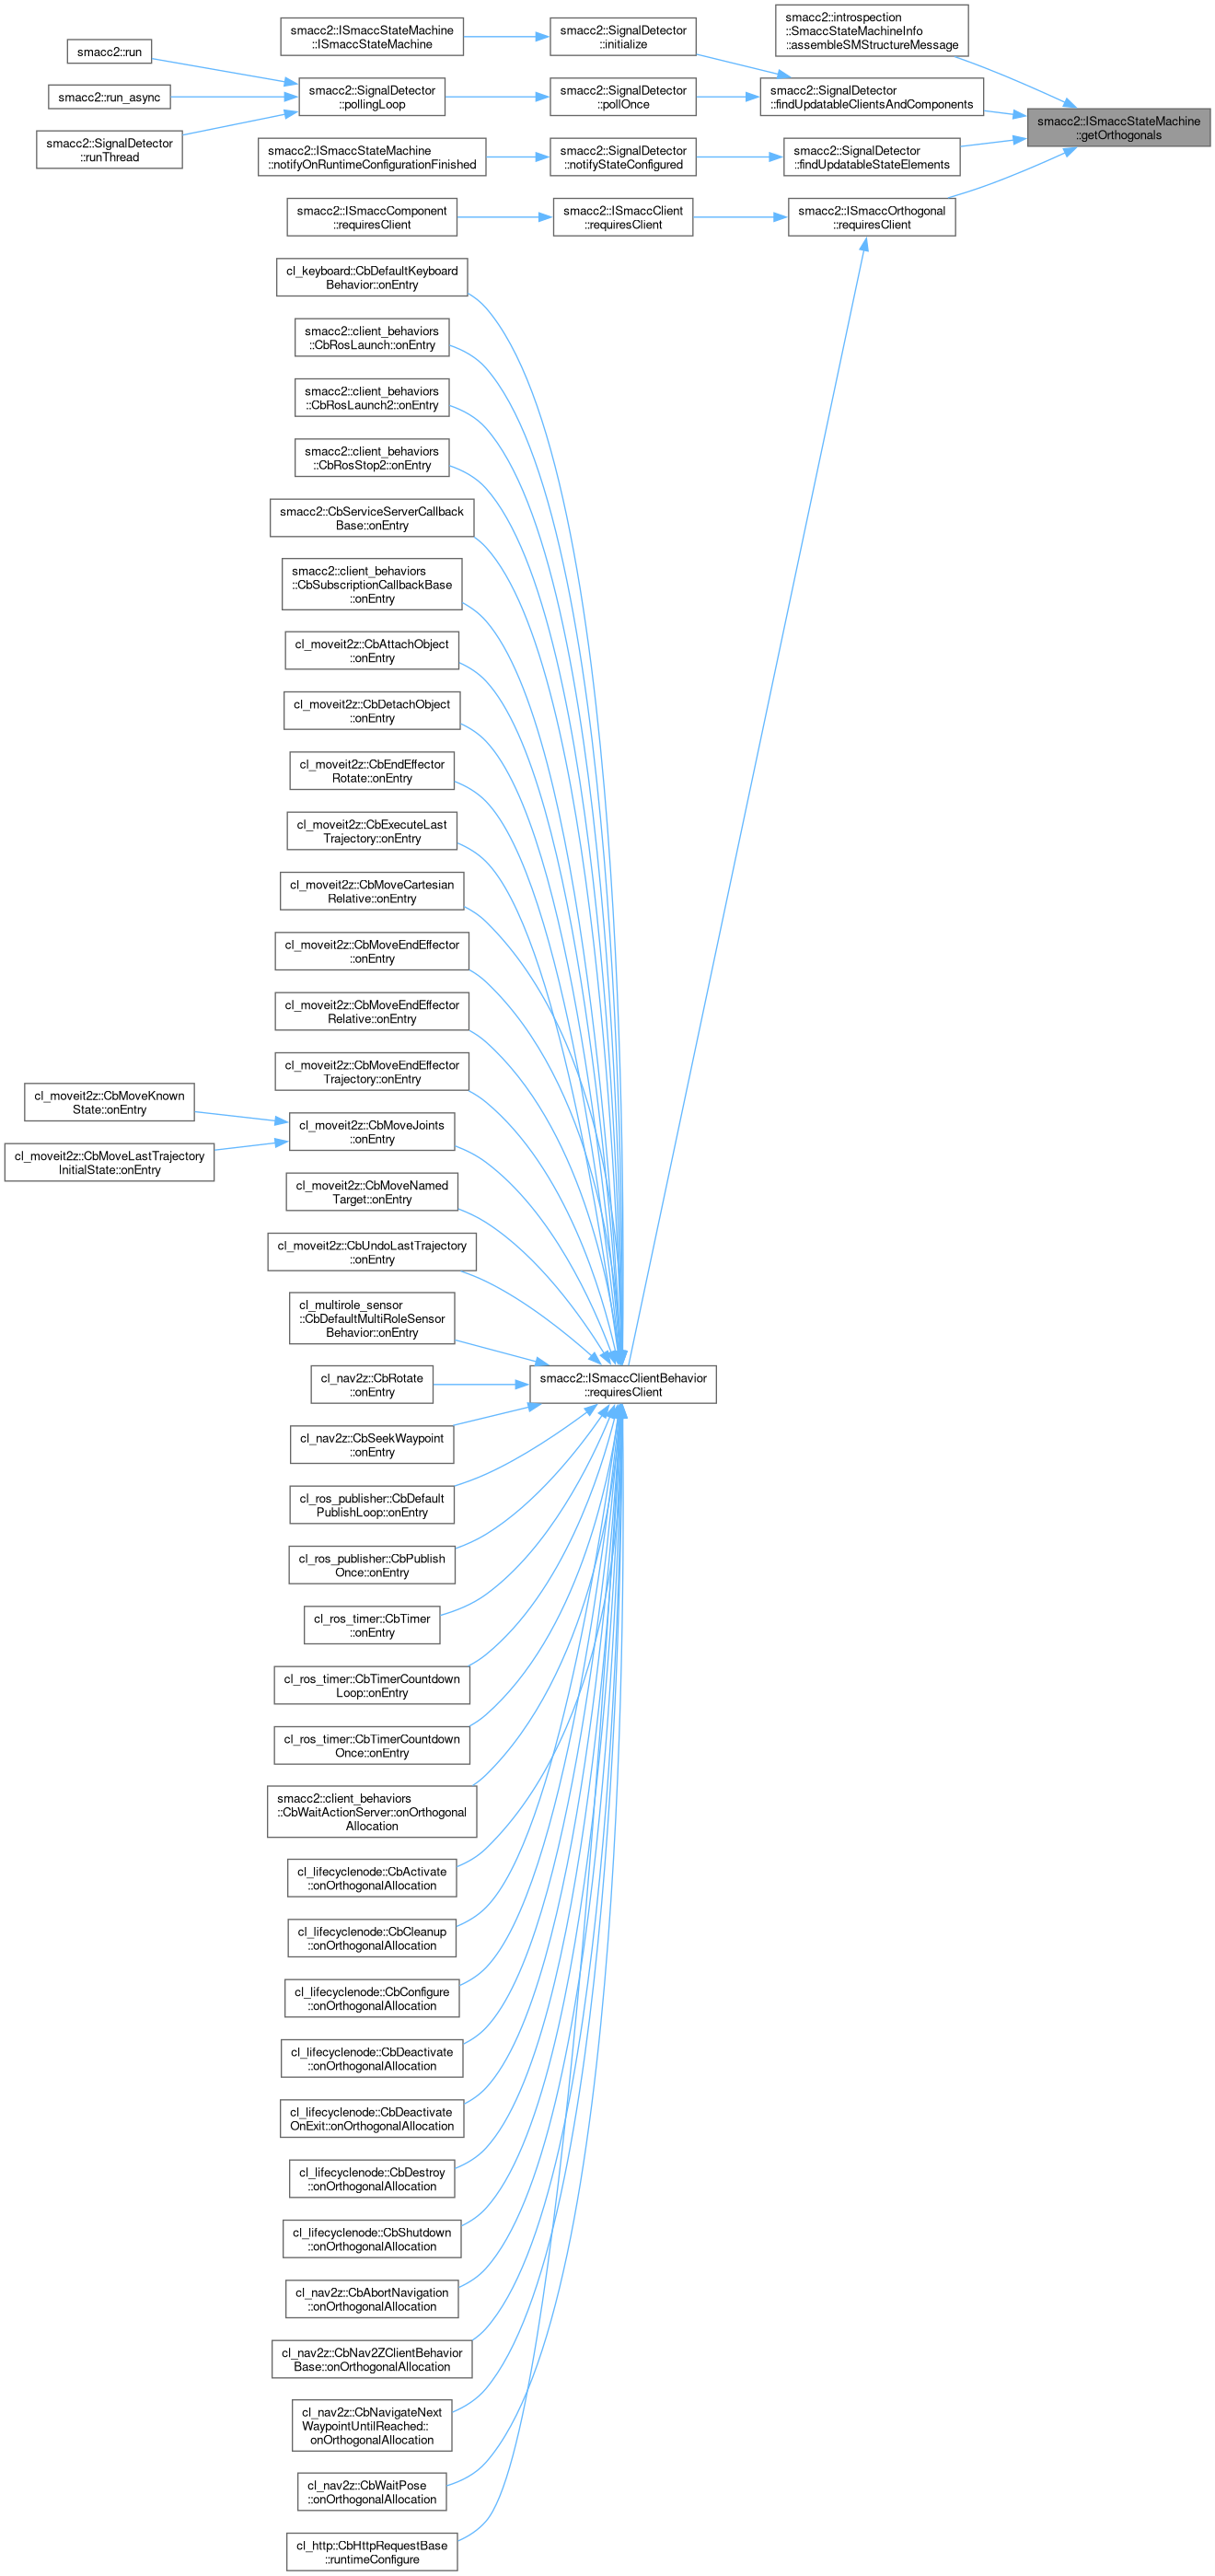 smacc2::introspection
::SmaccStateMachineInfo
::assembleSMStructureMessage
smacc2::ISmaccStateMachine
::ISmaccStateMachine
smacc2::SignalDetector
::initialize
smacc2::run
smacc2::run_async
smacc2::SignalDetector
::runThread
smacc2::SignalDetector
::pollingLoop
smacc2::SignalDetector
::pollOnce
smacc2::SignalDetector
::findUpdatableClientsAndComponents
smacc2::ISmaccStateMachine
::getOrthogonals
smacc2::ISmaccStateMachine
::notifyOnRuntimeConfigurationFinished
smacc2::SignalDetector
::notifyStateConfigured
smacc2::SignalDetector
::findUpdatableStateElements
smacc2::ISmaccComponent
::requiresClient
smacc2::ISmaccClient
::requiresClient
smacc2::ISmaccOrthogonal
::requiresClient
cl_keyboard::CbDefaultKeyboard
Behavior::onEntry
smacc2::client_behaviors
::CbRosLaunch::onEntry
smacc2::client_behaviors
::CbRosLaunch2::onEntry
smacc2::client_behaviors
::CbRosStop2::onEntry
smacc2::CbServiceServerCallback
Base::onEntry
smacc2::client_behaviors
::CbSubscriptionCallbackBase
::onEntry
cl_moveit2z::CbAttachObject
::onEntry
cl_moveit2z::CbDetachObject
::onEntry
cl_moveit2z::CbEndEffector
Rotate::onEntry
cl_moveit2z::CbExecuteLast
Trajectory::onEntry
cl_moveit2z::CbMoveCartesian
Relative::onEntry
cl_moveit2z::CbMoveEndEffector
::onEntry
cl_moveit2z::CbMoveEndEffector
Relative::onEntry
cl_moveit2z::CbMoveEndEffector
Trajectory::onEntry
cl_moveit2z::CbMoveKnown
State::onEntry
cl_moveit2z::CbMoveLastTrajectory
InitialState::onEntry
cl_moveit2z::CbMoveJoints
::onEntry
cl_moveit2z::CbMoveNamed
Target::onEntry
cl_moveit2z::CbUndoLastTrajectory
::onEntry
cl_multirole_sensor
::CbDefaultMultiRoleSensor
Behavior::onEntry
cl_nav2z::CbRotate
::onEntry
smacc2::ISmaccClientBehavior
::requiresClient
cl_nav2z::CbSeekWaypoint
::onEntry
cl_ros_publisher::CbDefault
PublishLoop::onEntry
cl_ros_publisher::CbPublish
Once::onEntry
cl_ros_timer::CbTimer
::onEntry
cl_ros_timer::CbTimerCountdown
Loop::onEntry
cl_ros_timer::CbTimerCountdown
Once::onEntry
smacc2::client_behaviors
::CbWaitActionServer::onOrthogonal
Allocation
cl_lifecyclenode::CbActivate
::onOrthogonalAllocation
cl_lifecyclenode::CbCleanup
::onOrthogonalAllocation
cl_lifecyclenode::CbConfigure
::onOrthogonalAllocation
cl_lifecyclenode::CbDeactivate
::onOrthogonalAllocation
cl_lifecyclenode::CbDeactivate
OnExit::onOrthogonalAllocation
cl_lifecyclenode::CbDestroy
::onOrthogonalAllocation
cl_lifecyclenode::CbShutdown
::onOrthogonalAllocation
cl_nav2z::CbAbortNavigation
::onOrthogonalAllocation
cl_nav2z::CbNav2ZClientBehavior
Base::onOrthogonalAllocation
cl_nav2z::CbNavigateNext
WaypointUntilReached::
onOrthogonalAllocation
cl_nav2z::CbWaitPose
::onOrthogonalAllocation
cl_http::CbHttpRequestBase
::runtimeConfigure